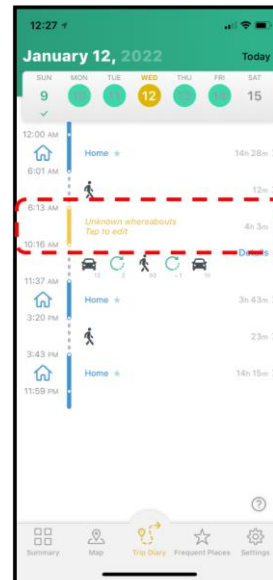 12:27
January 12, 2022 Today
SUN MON TUE WED THU FRI SAT
9 12 15
12:00 AM
Home 14h 28m
6:01 AM
12m
6:13 AM
Unknown whereabouts
Tap to edit 4h 3m
10:16 AM
Details
11:37 AM
Home 3h 43m
3:20 PM
23m
3:43 PM
Home 14h 15m
11:59 PM
?
Summary Map Trip Diary Frequent Places Settings